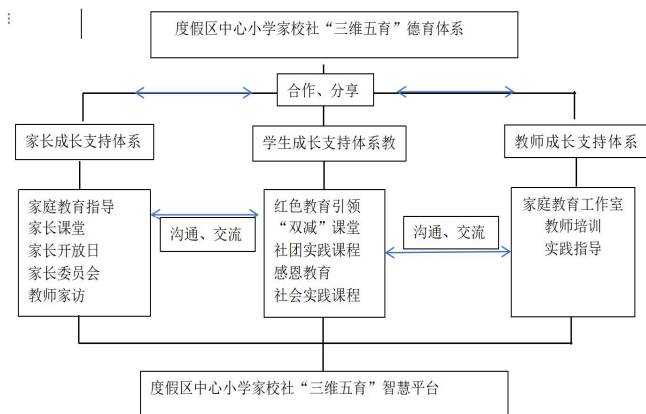 度假区中心小学家校社“三维五育”德育体系
合作、分享
家长成长支持体系
学生成长支持体系教
教师成长支持体系
家庭教育指导
家长课堂
家长开放日
家长委员会
教师家访
沟通、交流
红色教育引领
“双减”课堂
社团实践课程
感恩教育
社会实践课程
沟通、交流
家庭教育工作室
教师培训
实践指导
度假区中心小学家校社“三维五育”智慧平台